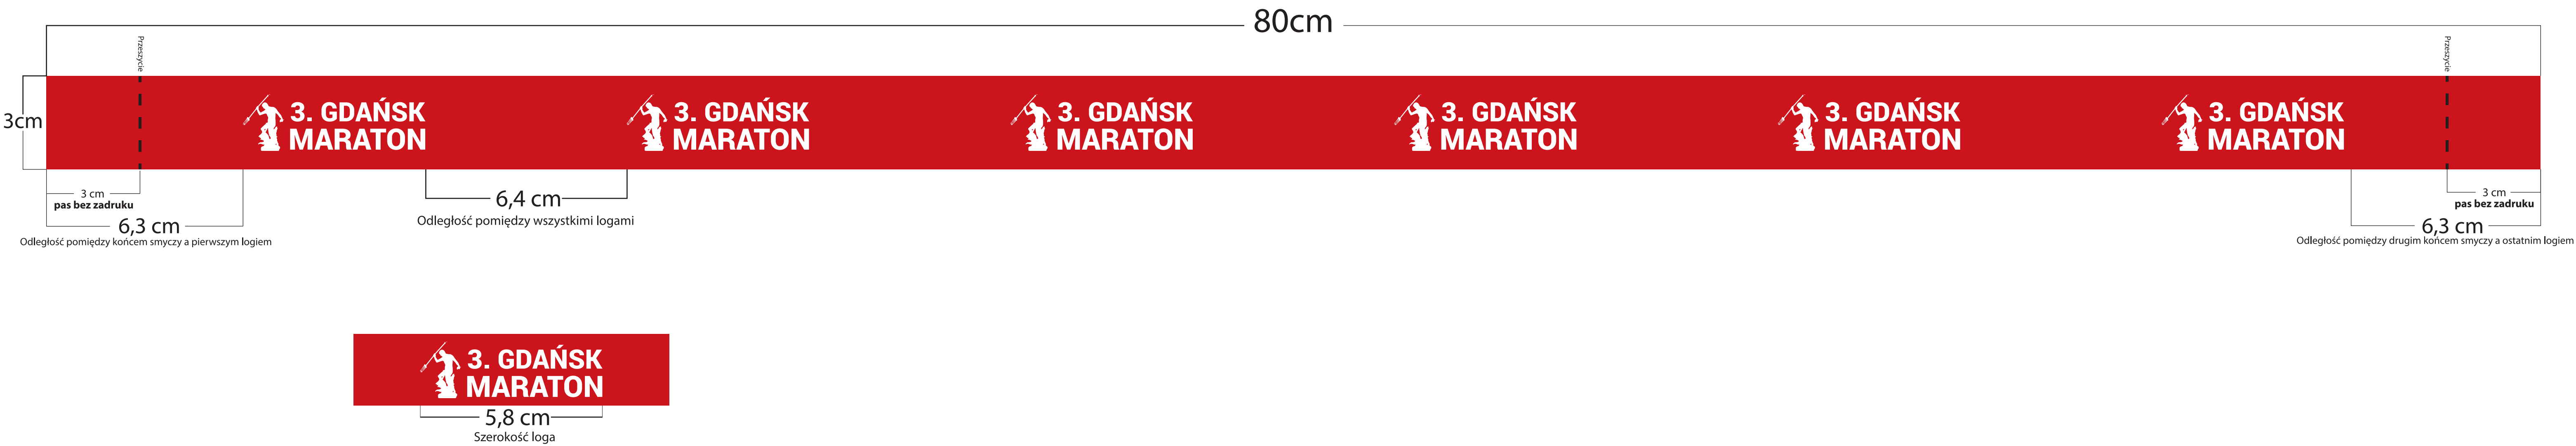 80cm
Przeszycie
Przeszycie
3cm
3. GDAŃSK
MARATON
3. GDAŃSK
MARATON
3. GDAŃSK
MARATON
3. GDAŃSK
MARATON
3. GDAŃSK
MARATON
3. GDAŃSK
MARATON
3 cm
pas bez zadruku
6,3 cm
Odległość pomiędzy końcem smyczy a pierwszym logiem
6,4 cm
Odległość pomiędzy wszystkimi logami
3 cm
pas bez zadruku
6,3 cm
Odległość pomiędzy drugim końcem smyczy a ostatnim logiem
3. GDAŃSK
MARATON
5,8 cm
Szerokość loga